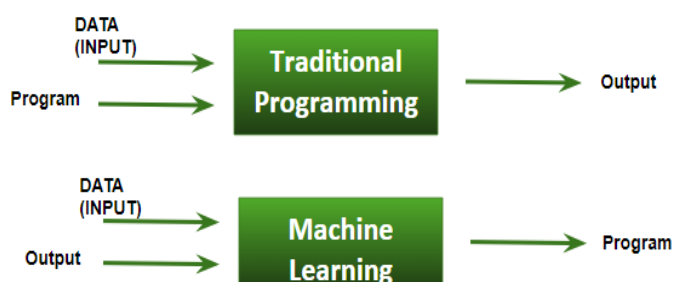 DATA
(INPUT)
Program
Traditional
Programming
Output
DATA
(INPUT)
Output
Machine
Learning
Program